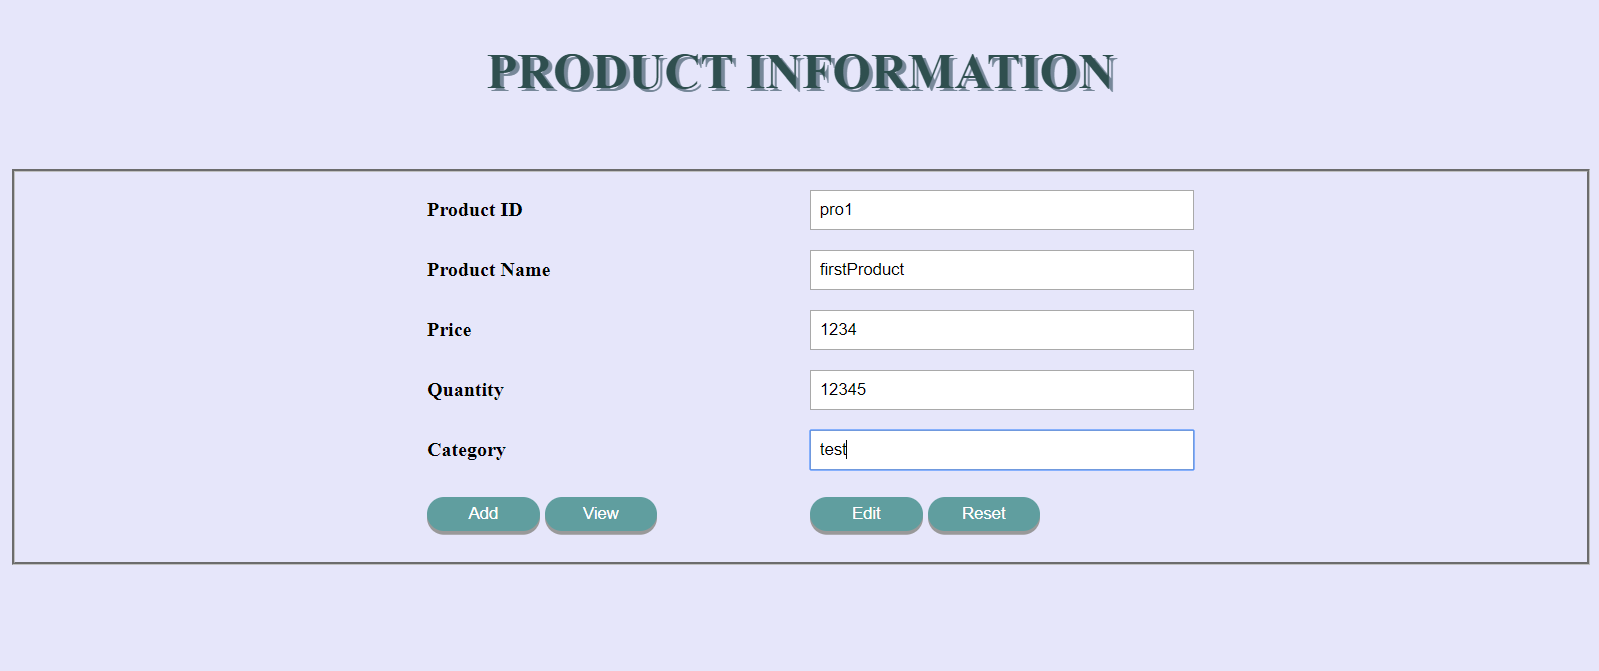 PRODUCT INFORMATION
Product ID pro1
Product Name firstProduct
Price 1234
Quantity 12345
Category test
Add View Edit Reset